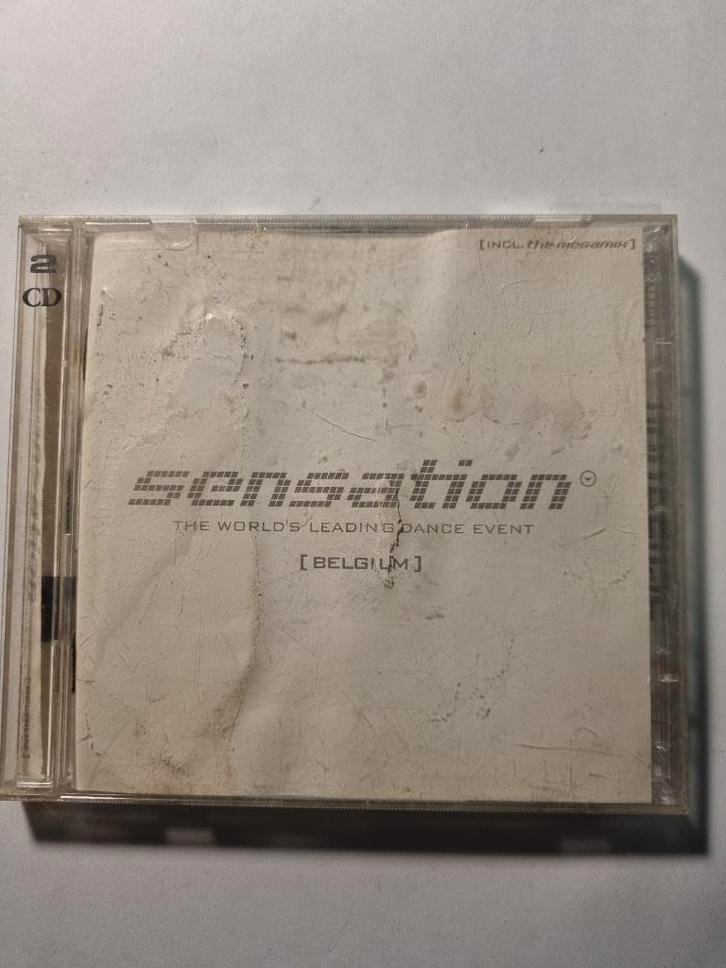 2
CD
[INCL. the megamix]
sensation
THE WORLD'S LEADING DANCE EVENT
[BELGIUM]